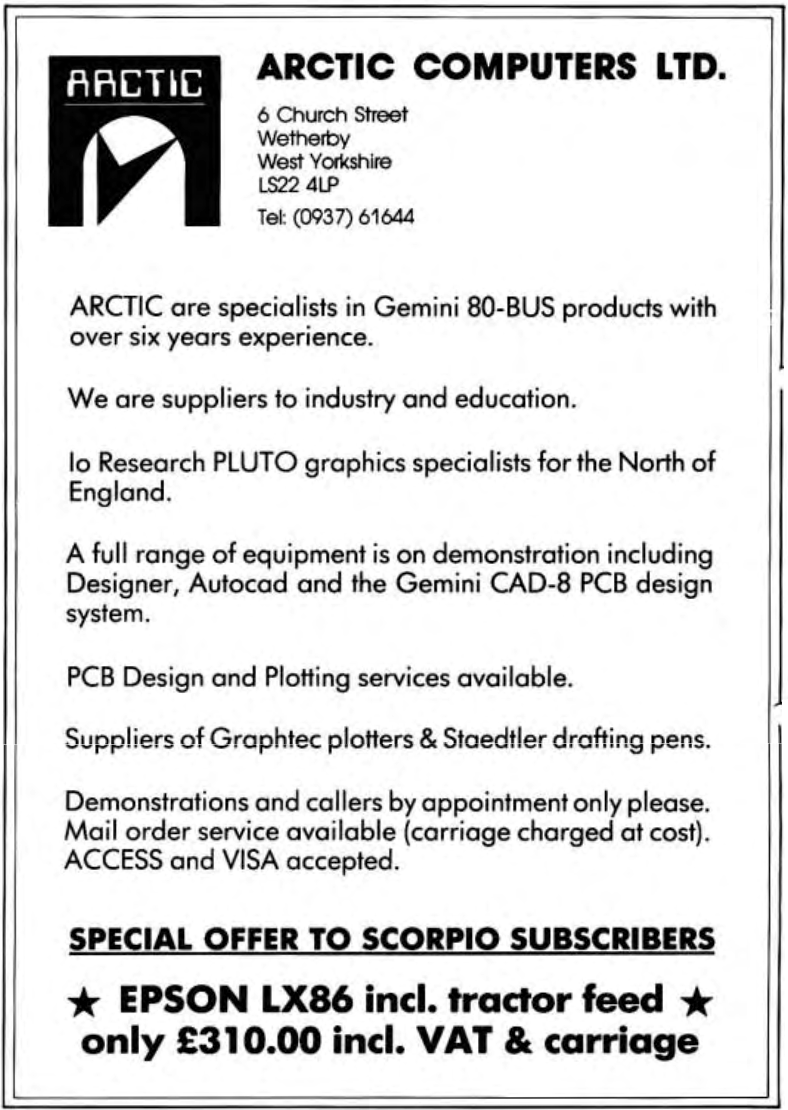 ARCTIC
ARCTIC COMPUTERS LTD.
6 Church Street
Wetherby
West Yorkshire
LS22 4LP
Tel: (0937) 61644
ARCTIC are specialists in Gemini 80-BUS products with
over six years experience.
We are suppliers to industry and education.
Io Research PLUTO graphics specialists for the North of
England.
A full range of equipment is on demonstration including
Designer, Autocad and the Gemini CAD-8 PCB design
system.
PCB Design and Plotting services available.
Suppliers of Graphtec plotters & Staedtler drafting pens.
Demonstrations and callers by appointment only please.
Mail order service available (carriage charged at cost).
ACCESS and VISA accepted.
SPECIAL OFFER TO SCORPIO SUBSCRIBERS
★ EPSON LX86 incl. tractor feed ★
only £310.00 incl. VAT & carriage